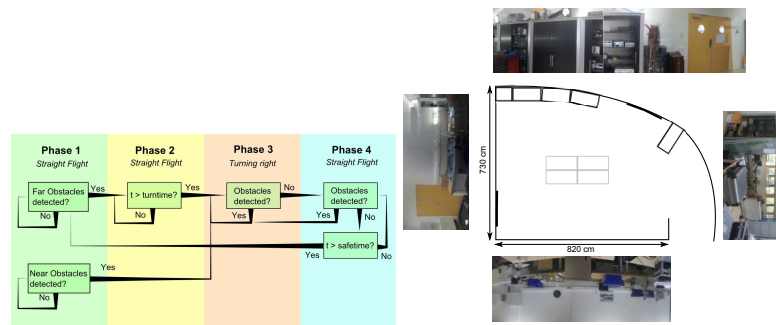 Phase 1
Straight Flight
Phase 2
Straight Flight
Phase 3
Turning right
Phase 4
Straight Flight
Far Obstacles
detected?
Yes
No
t > turntime?
Yes
No
Obstacles
detected?
No
Yes
Obstacles
detected?
Yes
No
t > safetime?
Yes
No
Near Obstacles
detected?
Yes
No
730 cm
820 cm